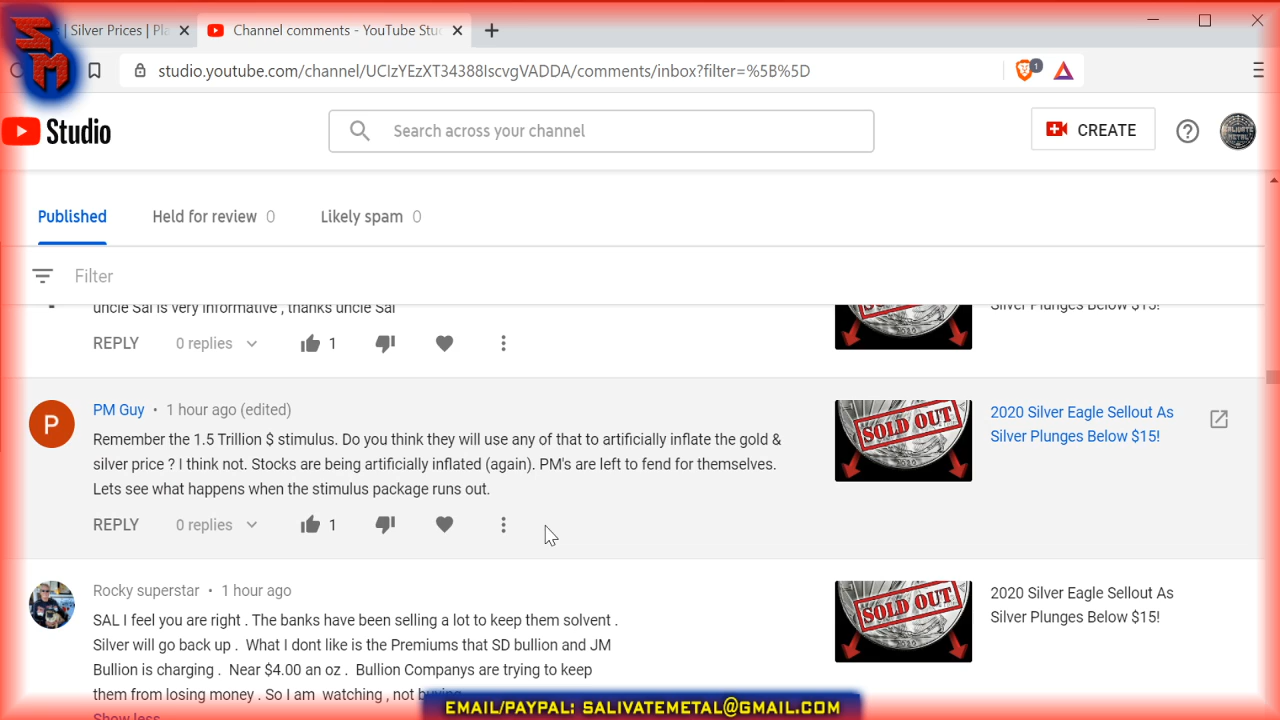 SM
| Silver Prices | Pla
Channel comments - YouTube Stud
studio.youtube.com/channel/UCIzYEzXT34388IscvgVADDA/comments/inbox?filter=%5B%5D
1
Studio
Search across your channel
CREATE
Published
Held for review 0
Likely spam 0
Filter
uncle Sal is very informative , thanks uncle Sal
REPLY 0 replies 1
2020
Silver Plunges Below $15!
P
PM Guy • 1 hour ago (edited)
Remember the 1.5 Trillion $ stimulus. Do you think they will use any of that to artificially inflate the gold &
silver price ? I think not. Stocks are being artificially inflated (again). PM's are left to fend for themselves.
Lets see what happens when the stimulus package runs out.
REPLY 0 replies 1
SOLD OUT
2020
2020 Silver Eagle Sellout As
Silver Plunges Below $15!
Rocky superstar • 1 hour ago
SAL I feel you are right . The banks have been selling a lot to keep them solvent .
Silver will go back up . What I dont like is the Premiums that SD bullion and JM
Bullion is charging . Near $4.00 an oz . Bullion Companys are trying to keep
them from losing money . So I am watching , not buying
Show less
SOLD OUT
2020
2020 Silver Eagle Sellout As
Silver Plunges Below $15!
EMAIL/PAYPAL: SALIVATEMETAL@GMAIL.COM